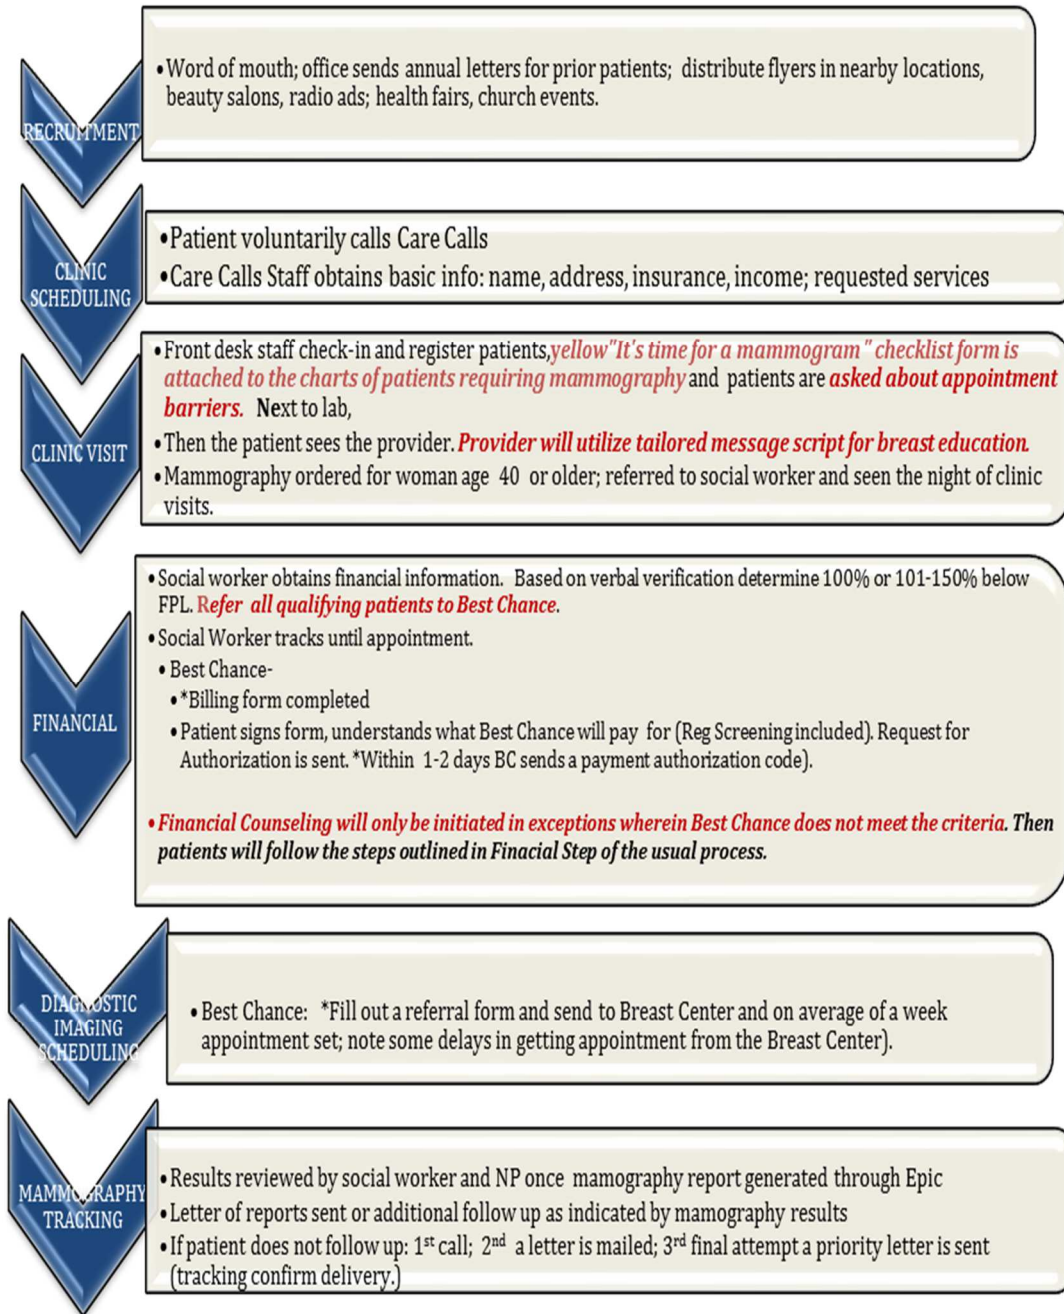 RECRUITMENT
•Word of mouth; office sends annual letters for prior patients; distribute flyers in nearby locations,
beauty salons, radio ads; health fairs, church events.
CLINIC
SCHEDULING
•Patient voluntarily calls Care Calls
•Care Calls Staff obtains basic info: name, address, insurance, income; requested services
CLINIC VISIT
•Front desk staff check-in and register patients,yellow"It's time for a mammogram " checklist form is
attached to the charts of patients requiring mammography and patients are asked about appointment
barriers. Next to lab,
•Then the patient sees the provider. Provider will utilize tailored message script for breast education.
•Mammography ordered for woman age 40 or older; referred to social worker and seen the night of clinic
visits.
FINANCIAL
•Social worker obtains financial information. Based on verbal verification determine 100% or 101-150% below
FPL. Refer all qualifying patients to Best Chance.
•Social Worker tracks until appointment.
•Best Chance-
•*Billing form completed
•Patient signs form, understands what Best Chance will pay for (Reg Screening included). Request for
Authorization is sent. *Within 1-2 days BC sends a payment authorization code).
•Financial Counseling will only be initiated in exceptions wherein Best Chance does not meet the criteria. Then
patients will follow the steps outlined in Finacial Step of the usual process.
DIAGNOSTIC
IMAGING
SCHEDULING
•Best Chance: *Fill out a referral form and send to Breast Center and on average of a week
appointment set; note some delays in getting appointment from the Breast Center).
MAMMOGRAPHY
TRACKING
•Results reviewed by social worker and NP once mamography report generated through Epic
•Letter of reports sent or additional follow up as indicated by mamography results
•If patient does not follow up: 1st call; 2nd a letter is mailed; 3rd final attempt a priority letter is sent
(tracking confirm delivery.)